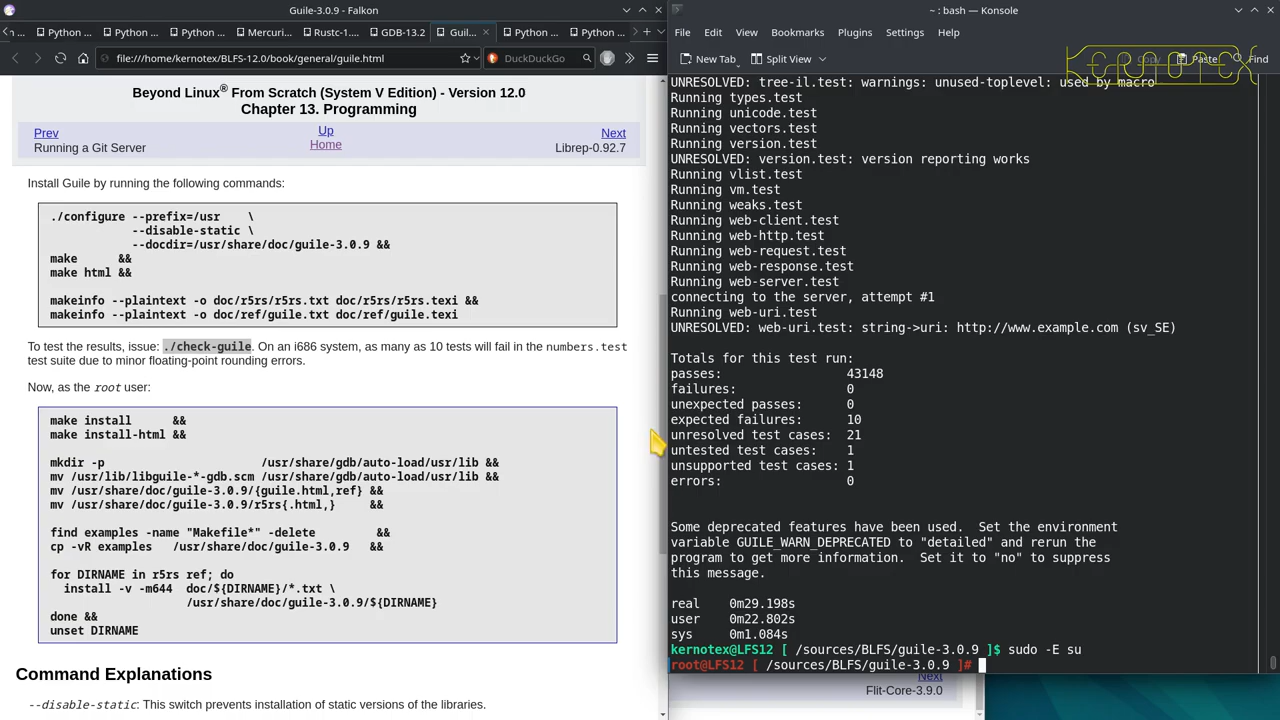 Guile-3.0.9 - Falkon
n ...
Python ...
Python ...
Python ...
Mercuri...
Rustc-1....
GDB-13.2
Guil...
Python ...
Python ...
file:///home/kernotex/BLFS-12.0/book/general/guile.html
DuckDuckGo
Beyond Linux® From Scratch (System V Edition) - Version 12.0
Chapter 13. Programming
Prev
Up
Next
Running a Git Server
Home
Librep-0.92.7
Install Guile by running the following commands:
./configure --prefix=/usr    \
--disable-static \
--docdir=/usr/share/doc/guile-3.0.9 &&
make      &&
make html &&
makeinfo --plaintext -o doc/r5rs/r5rs.txt doc/r5rs/r5rs.texi &&
makeinfo --plaintext -o doc/ref/guile.txt doc/ref/guile.texi
To test the results, issue: ./check-guile. On an i686 system, as many as 10 tests will fail in the numbers.test
test suite due to minor floating-point rounding errors.
Now, as the root user:
make install      &&
make install-html &&
mkdir -p                       /usr/share/gdb/auto-load/usr/lib &&
mv /usr/lib/libguile-*-gdb.scm /usr/share/gdb/auto-load/usr/lib &&
mv /usr/share/doc/guile-3.0.9/{guile.html,ref} &&
mv /usr/share/doc/guile-3.0.9/r5rs{.html,}     &&
find examples -name "Makefile*" -delete         &&
cp -vR examples   /usr/share/doc/guile-3.0.9   &&
for DIRNAME in r5rs ref; do
install -v -m644  doc/${DIRNAME}/*.txt \
/usr/share/doc/guile-3.0.9/${DIRNAME}
done &&
unset DIRNAME
Command Explanations
--disable-static: This switch prevents installation of static versions of the libraries.
~ : bash — Konsole
File Edit View Bookmarks Plugins Settings Help
New Tab
Split View
Copy
Paste
Find
KERNOTEX
UNRESOLVED: tree-il.test: warnings: unused-toplevel: used by macro
Running types.test
Running unicode.test
Running vectors.test
Running version.test
UNRESOLVED: version.test: version reporting works
Running vlist.test
Running vm.test
Running weaks.test
Running web-client.test
Running web-http.test
Running web-request.test
Running web-response.test
Running web-server.test
connecting to the server, attempt #1
Running web-uri.test
UNRESOLVED: web-uri.test: string->uri: http://www.example.com (sv_SE)
Totals for this test run:
passes:                 43148
failures:               0
unexpected passes:      0
expected failures:      10
unresolved test cases:  21
untested test cases:    1
unsupported test cases: 1
errors:                 0
Some deprecated features have been used.  Set the environment
variable GUILE_WARN_DEPRECATED to "detailed" and rerun the
program to get more information.  Set it to "no" to suppress
this message.
real    0m29.198s
user    0m22.802s
sys     0m1.084s
kernotex@LFS12 [ /sources/BLFS/guile-3.0.9 ]$ sudo -E su
root@LFS12 [ /sources/BLFS/guile-3.0.9 ]#
Next
Flit-Core-3.9.0